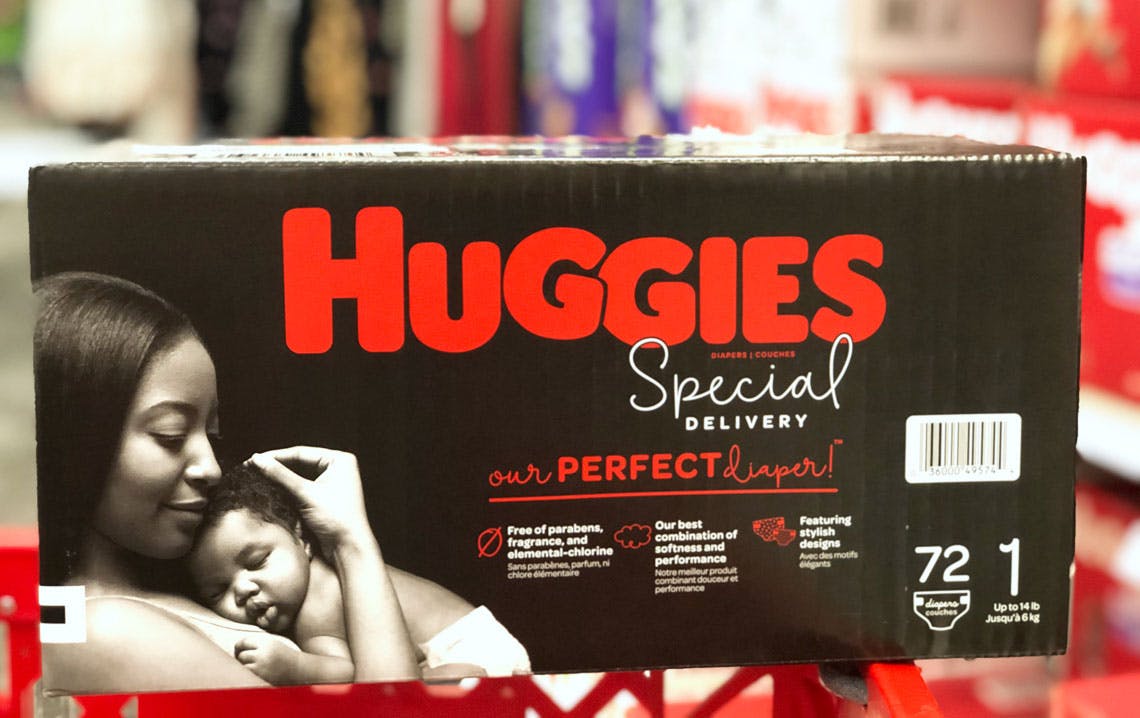 HUGGIES
DIAPERS | COUCHES
Special
DELIVERY
our PERFECT diaper!™
Free of parabens,
fragrance, and
elemental-chlorine
Sans parabènes, parfum, ni
chlore élémentaire
Our best
combination of
softness and
performance
Notre meilleur produit
combinant douceur et
performance
Featuring
stylish
designs
Avec des motifs
élégants
36000 49574
72
diapers
couches
1
Up to 14 lb
Jusqu'à 6 kg